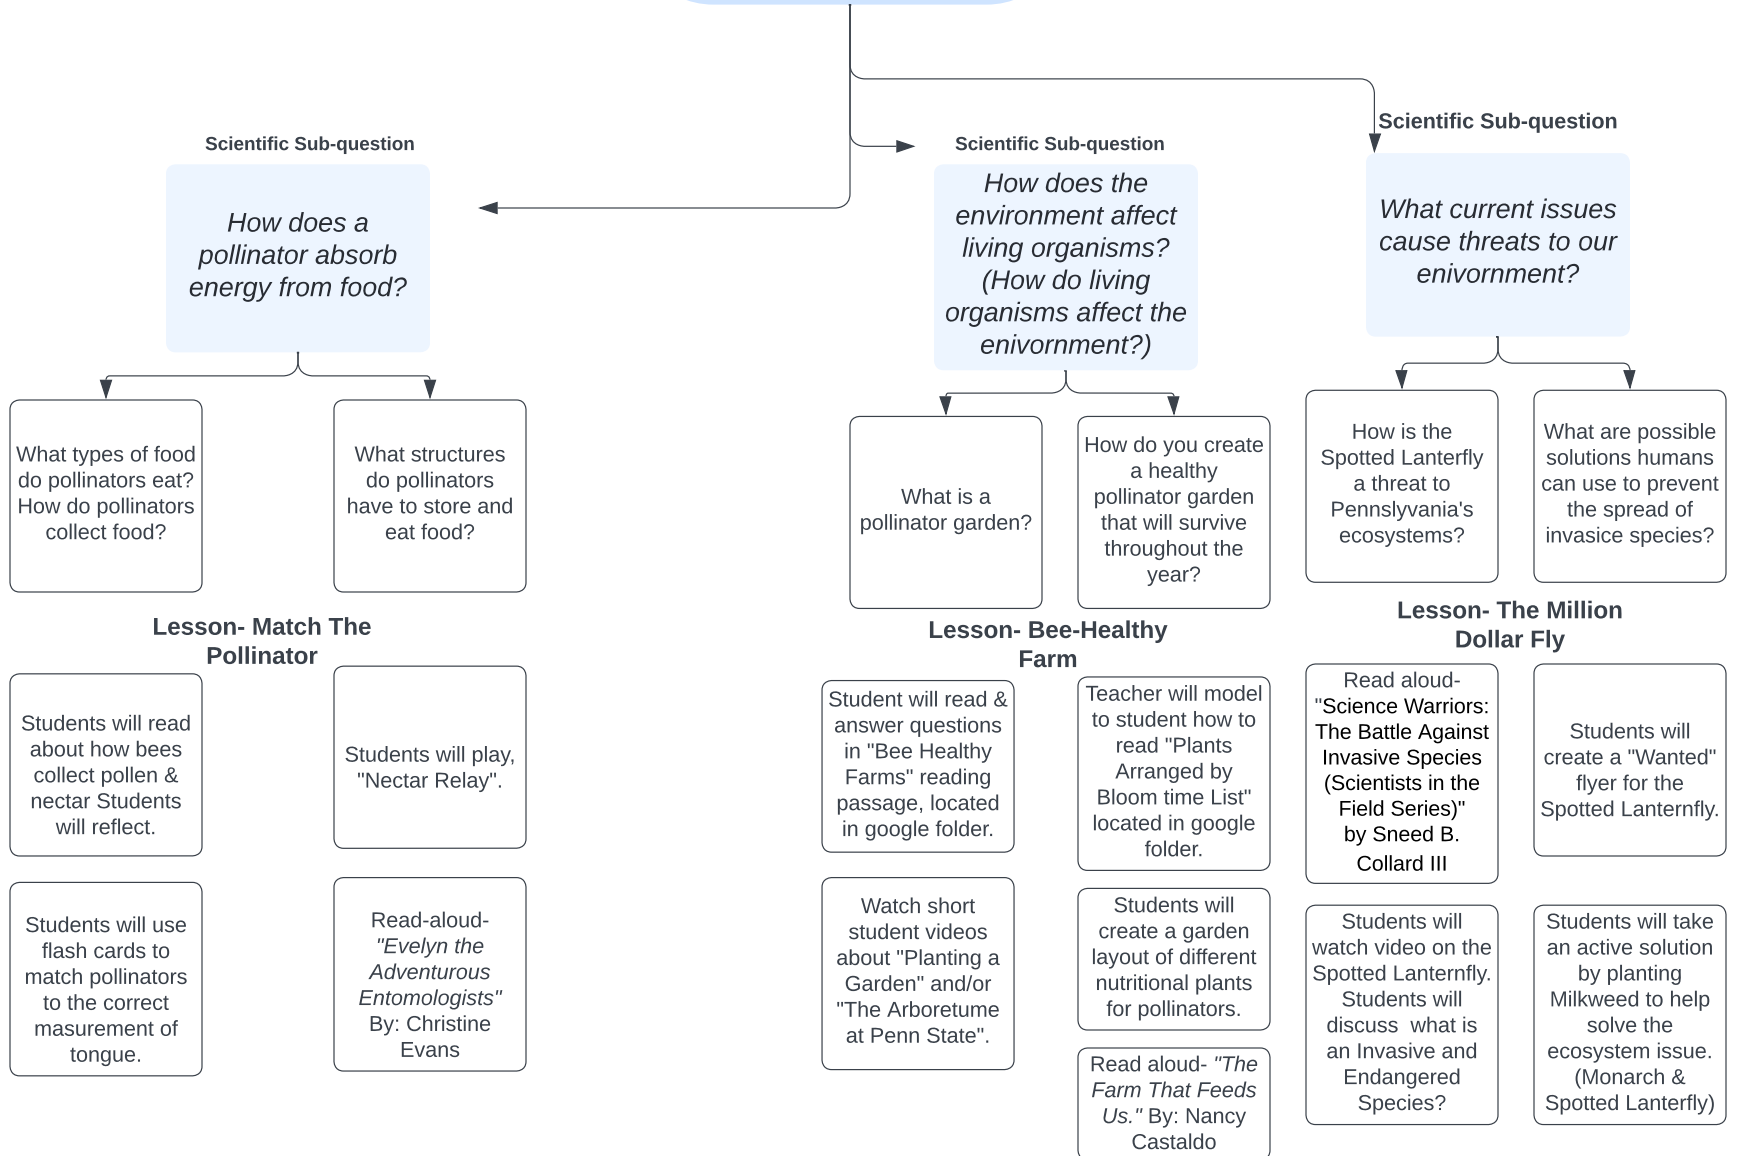 Scientific Sub-question
How does a
pollinator absorb
energy from food?
What types of food
do pollinators eat?
How do pollinators
collect food?
What structures
do pollinators
have to store and
eat food?
Lesson- Match The
Pollinator
Students will read
about how bees
collect pollen &
nectar Students
will reflect.
Students will play,
"Nectar Relay".
Students will use
flash cards to
match pollinators
to the correct
masurement of
tongue.
Read-aloud-
"Evelyn the
Adventurous
Entomologists"
By: Christine
Evans
Scientific Sub-question
How does the
environment affect
living organisms?
(How do living
organisms affect the
enivornment?)
What is a
pollinator garden?
How do you create
a healthy
pollinator garden
that will survive
throughout the
year?
Lesson- Bee-Healthy
Farm
Student will read &
answer questions
in "Bee Healthy
Farms" reading
passage, located
in google folder.
Teacher will model
to student how to
read "Plants
Arranged by
Bloom time List"
located in google
folder.
Watch short
student videos
about "Planting a
Garden" and/or
"The Arboretume
at Penn State".
Students will
create a garden
layout of different
nutritional plants
for pollinators.
Read aloud- "The
Farm That Feeds
Us." By: Nancy
Castaldo
Scientific Sub-question
What current issues
cause threats to our
enivornment?
How is the
Spotted Lanterfly
a threat to
Pennslyvania's
ecosystems?
What are possible
solutions humans
can use to prevent
the spread of
invasice species?
Lesson- The Million
Dollar Fly
Read aloud-
"Science Warriors:
The Battle Against
Invasive Species
(Scientists in the
Field Series)"
by Sneed B.
Collard III
Students will
create a "Wanted"
flyer for the
Spotted Lanternfly.
Students will
watch video on the
Spotted Lanternfly.
Students will
discuss  what is
an Invasive and
Endangered
Species?
Students will take
an active solution
by planting
Milkweed to help
solve the
ecosystem issue.
(Monarch &
Spotted Lanterfly)